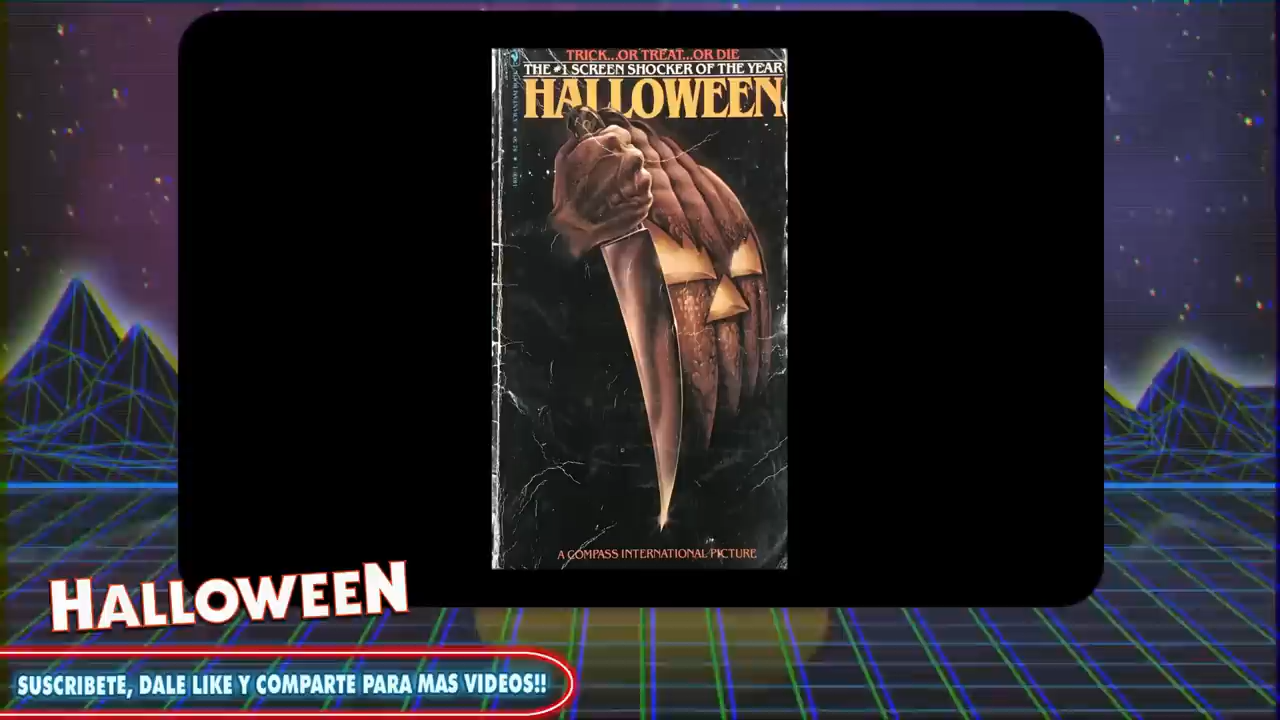 TRICK...OR TREAT...OR DIE
THE #1 SCREEN SHOCKER OF THE YEAR
HALLOWEEN
A COMPASS INTERNATIONAL PICTURE
HALLOWEEN
SUSCRIBETE, DALE LIKE Y COMPARTE PARA MAS VIDEOS!!